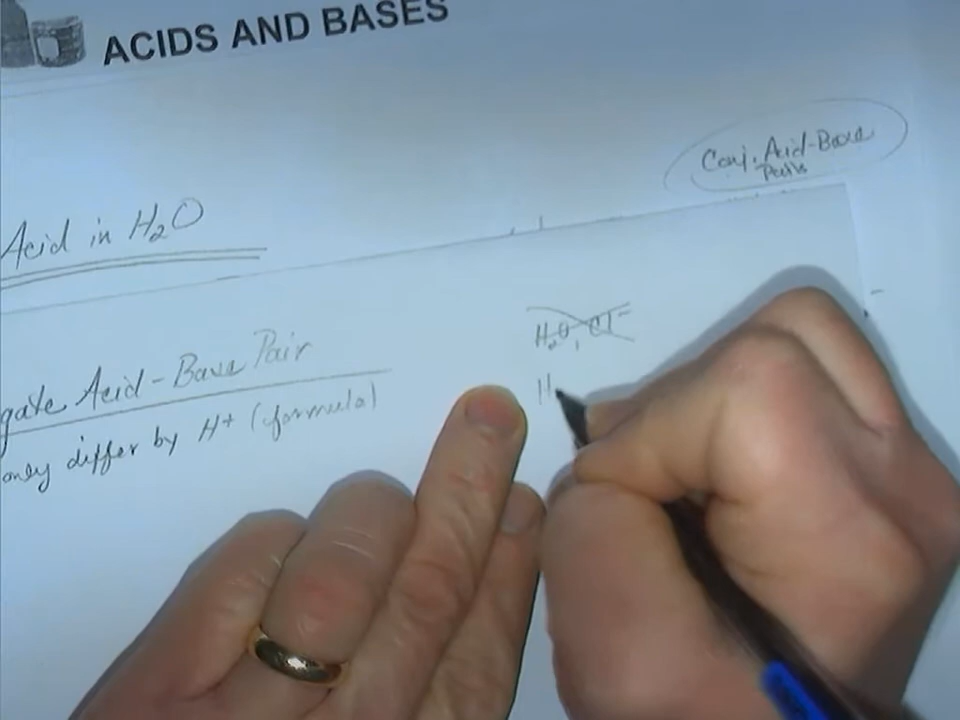 ACIDS AND BASES
Conj. Acid-Base
Pairs
Acid in H₂O
gate Acid - Base Pair
only differ by H+ (formula)
H₂O, Cl⁻
H